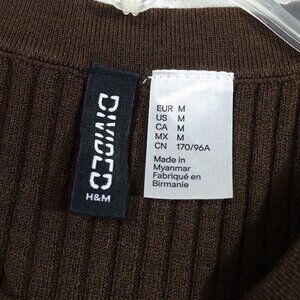 DIVIDED
H&M
EUR M
US M
CA M
MX M
CN 170/96A
Made in
Myanmar
Fabriqué en
Birmanie